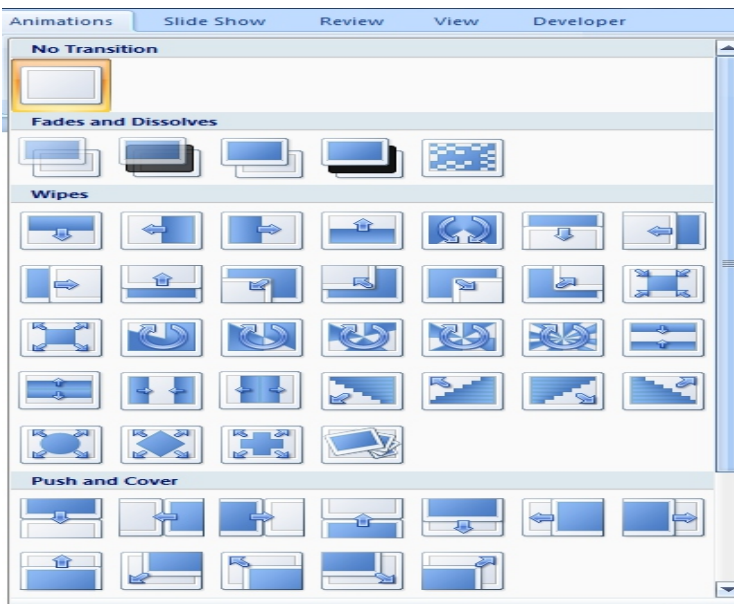 Animations Slide Show Review View Developer
No Transition
Fades and Dissolves
Wipes
Push and Cover